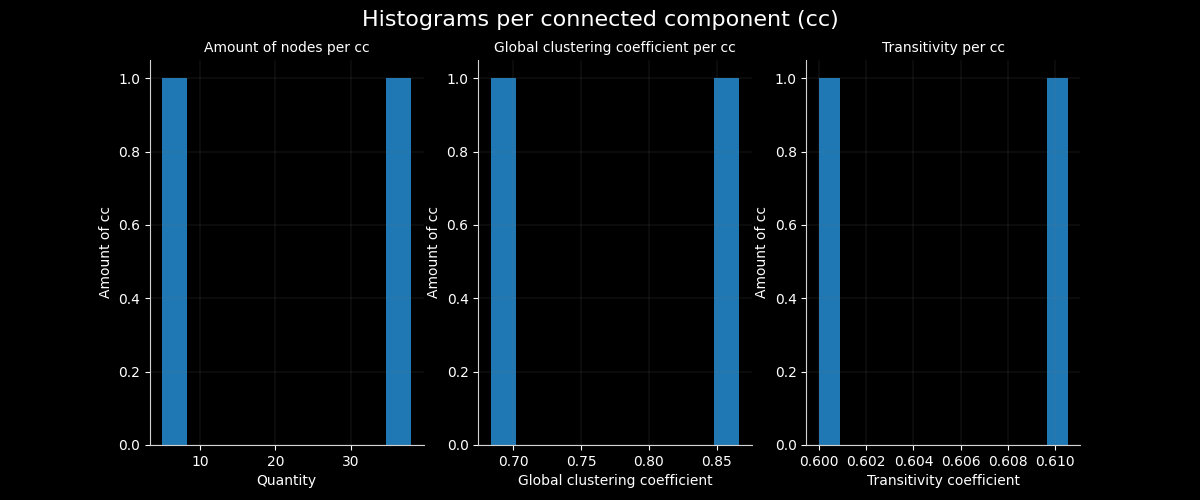 Histograms per connected component (cc)
Amount of nodes per cc
Global clustering coefficient per cc
Transitivity per cc
1.0
0.8
0.6
0.4
0.2
0.0
Amount of cc
10 20 30
Quantity
1.0
0.8
0.6
0.4
0.2
0.0
Amount of cc
0.70 0.75 0.80 0.85
Global clustering coefficient
1.0
0.8
0.6
0.4
0.2
0.0
Amount of cc
0.600 0.602 0.604 0.606 0.608 0.610
Transitivity coefficient